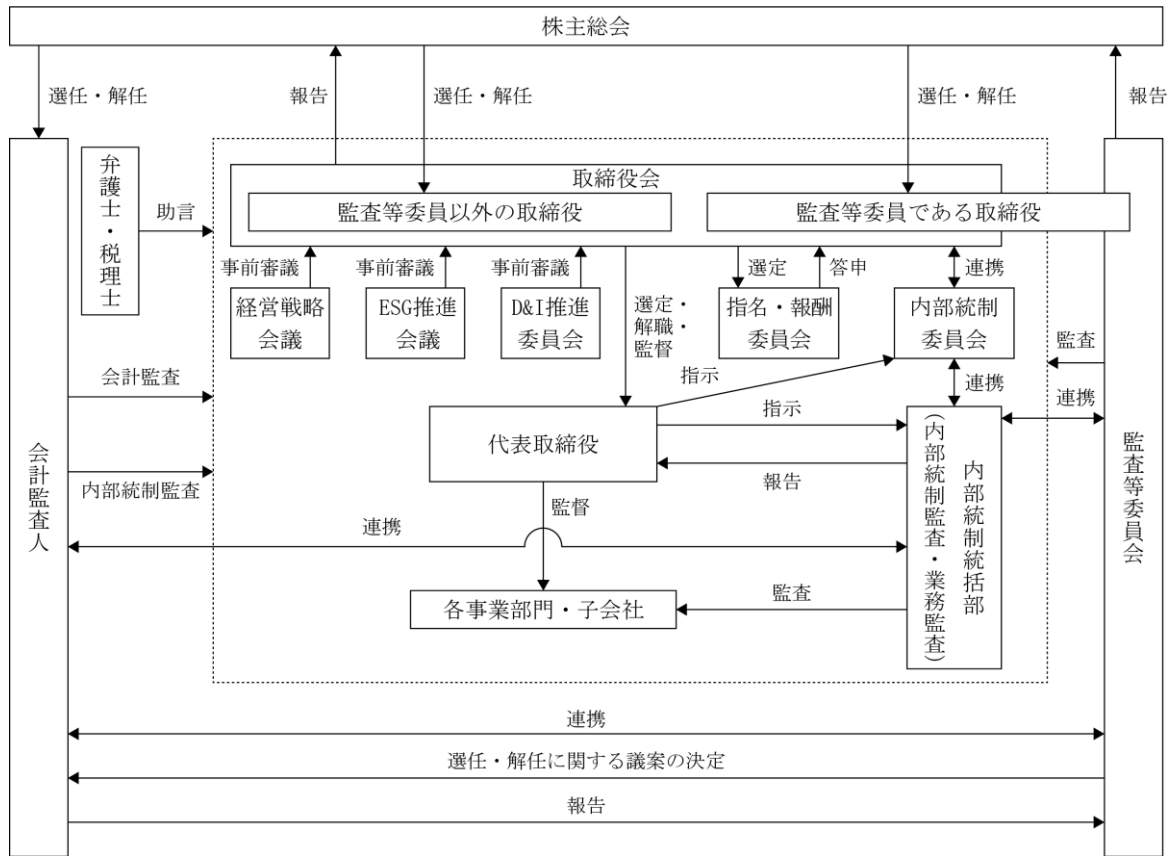 株主総会
選任・解任
報告
選任・解任
選任・解任
報告
弁護士・税理士
助言
取締役会
監査等委員以外の取締役
監査等委員である取締役
事前審議
事前審議
事前審議
選定
答申
連携
経営戦略
会議
ESG推進
会議
D&I推進
委員会
選定・
解職・
監督
指名・報酬
委員会
内部統制
委員会
監査
会計監査
指示
連携
連携
指示
代表取締役
報告
内部統制統括部
(内部統制監査・業務監査)
会計監査人
監査等委員会
内部統制監査
監督
連携
各事業部門・子会社
監査
連携
選任・解任に関する議案の決定
報告